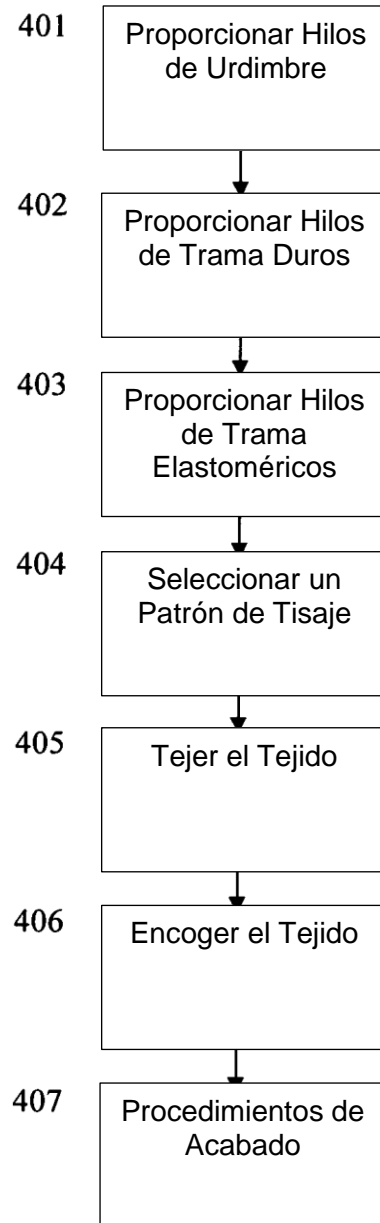 401
Proporcionar Hilos
de Urdimbre
402
Proporcionar Hilos
de Trama Duros
403
Proporcionar Hilos
de Trama
Elastoméricos
404
Seleccionar un
Patrón de Tisaje
405
Tejer el Tejido
406
Encoger el Tejido
407
Procedimientos de
Acabado